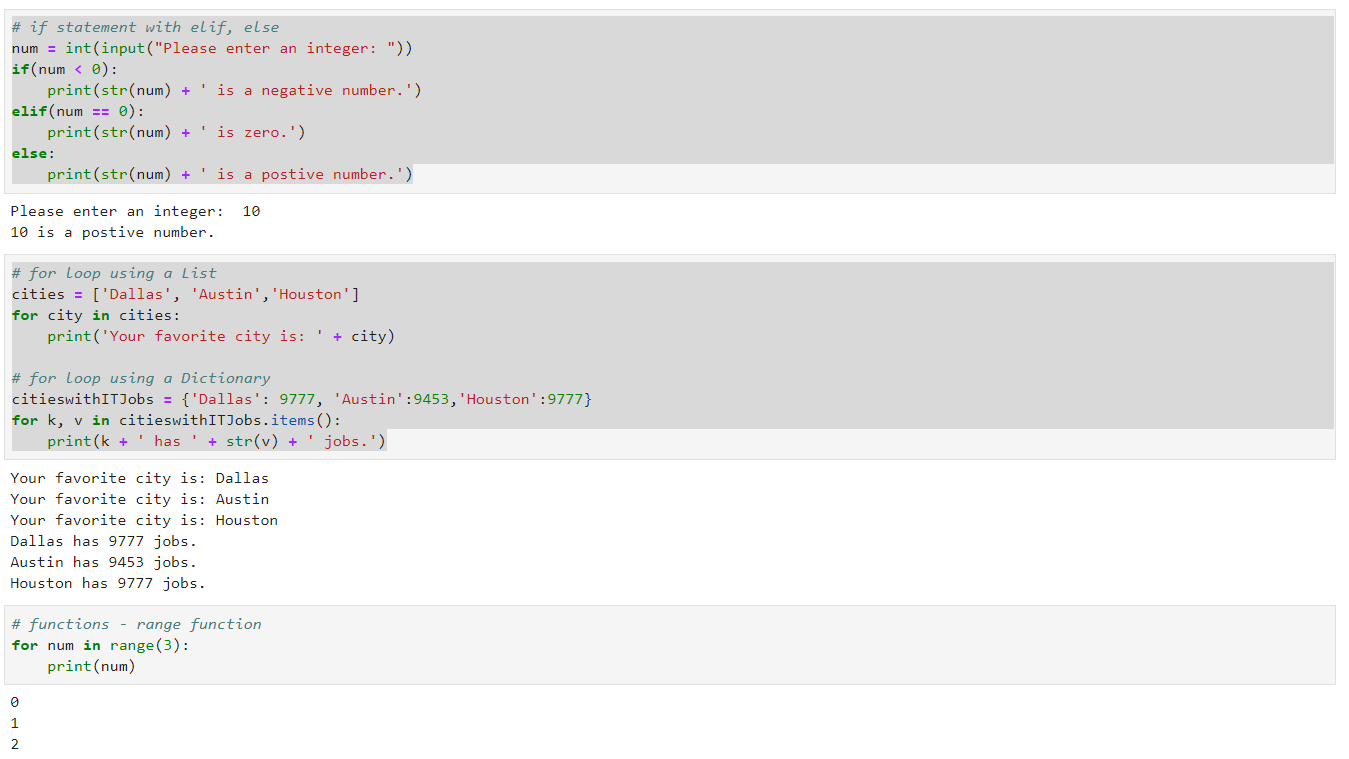 # if statement with elif, else
num = int(input("Please enter an integer: "))
if(num < 0):
    print(str(num) + ' is a negative number.')
elif(num == 0):
    print(str(num) + ' is zero.')
else:
    print(str(num) + ' is a postive number.')
Please enter an integer:  10
10 is a postive number.
# for loop using a List
cities = ['Dallas', 'Austin','Houston']
for city in cities:
    print('Your favorite city is: ' + city)
# for loop using a Dictionary
citieswithITJobs = {'Dallas': 9777, 'Austin':9453,'Houston':9777}
for k, v in citieswithITJobs.items():
    print(k + ' has ' + str(v) + ' jobs.')
Your favorite city is: Dallas
Your favorite city is: Austin
Your favorite city is: Houston
Dallas has 9777 jobs.
Austin has 9453 jobs.
Houston has 9777 jobs.
# functions - range function
for num in range(3):
    print(num)
0
1
2